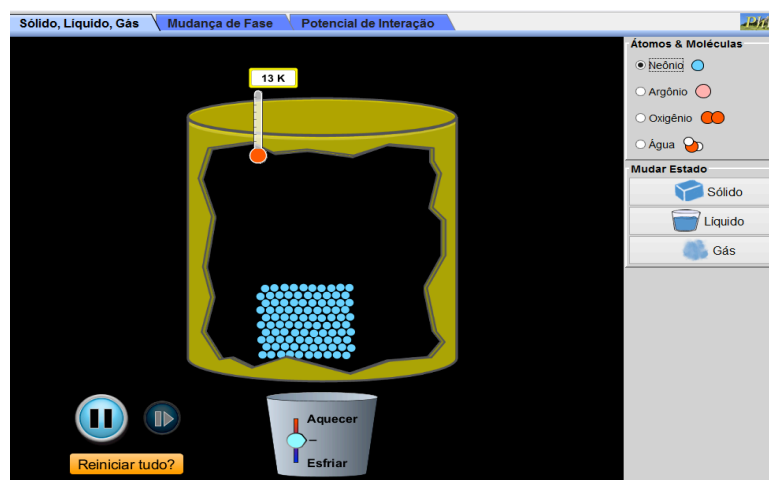 Sólido, Líquido, Gás
Mudança de Fase
Potencial de Interação
13 K
Átomos & Moléculas
Neônio
Argônio
Oxigênio
Água
Mudar Estado
Sólido
Líquido
Gás
Aquecer
Esfriar
Reiniciar tudo?